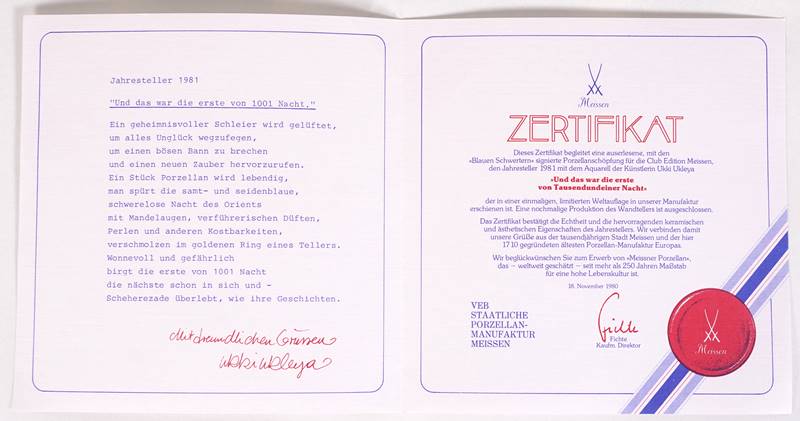 Jahresteller 1981
"Und das war die erste von 1001 Nacht."
Ein geheimnisvoller Schleier wird gelüftet,
um alles Unglück wegzufegen,
um einen bösen Bann zu brechen
und einen neuen Zauber hervorzurufen.
Ein Stück Porzellan wird lebendig,
man spürt die samt- und seidenblaue,
schwerelose Nacht des Orients
mit Mandelaugen, verführerischen Düften,
Perlen und anderen Kostbarkeiten,
verschmolzen im goldenen Ring eines Tellers.
Wonnevoll und gefährlich
birgt die erste von 1001 Nacht
die nächste schon in sich und -
Scheherezade überlebt, wie ihre Geschichten.
Mit freundlichen Grüssen
Ukki Ukleya
Meissen
ZERTIFIKAT
Dieses Zertifikat begleitet eine auserlesene, mit den
»Blauen Schwertern« signierte Porzellanschöpfung für die Club Edition Meissen,
den Jahresteller 1981 mit dem Aquarell der Künstlerin Ukki Ukleya
»Und das war die erste
von Tausendundeiner Nacht«
der in einer einmaligen, limitierten Weltauflage in unserer Manufaktur
erschienen ist. Eine nochmalige Produktion des Wandtellers ist ausgeschlossen.
Das Zertifikat bestätigt die Echtheit und die hervorragenden keramischen
und ästhetischen Eigenschaften des Jahrestellers. Wir verbinden damit
unsere Grüße aus der tausendjährigen Stadt Meissen und der hier
1710 gegründeten ältesten Porzellan-Manufaktur Europas.
Wir beglückwünschen Sie zum Erwerb von »Meissner Porzellan«,
das – weltweit geschätzt – seit mehr als 250 Jahren Maßstab
für eine hohe Lebenskultur ist.
18. November 1980
VEB
STAATLICHE
PORZELLAN-
MANUFAKTUR
MEISSEN
Fichte
Fichte
Kaufm. Direktor
Meissen